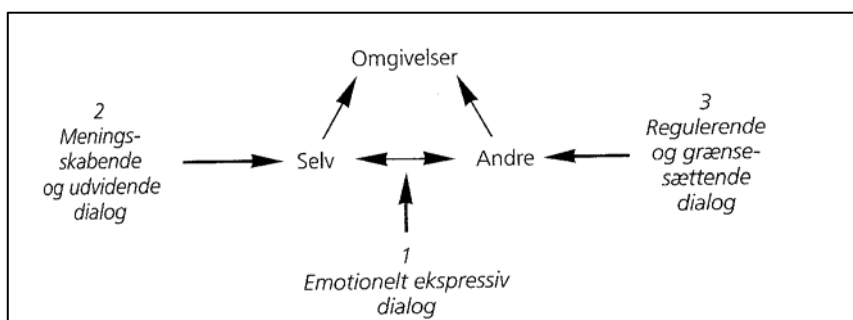 Omgivelser
2
Menings-
skabende
og udvidende
dialog
Selv
Andre
3
Regulerende
og grænse-
sættende
dialog
1
Emotionelt ekspressiv
dialog